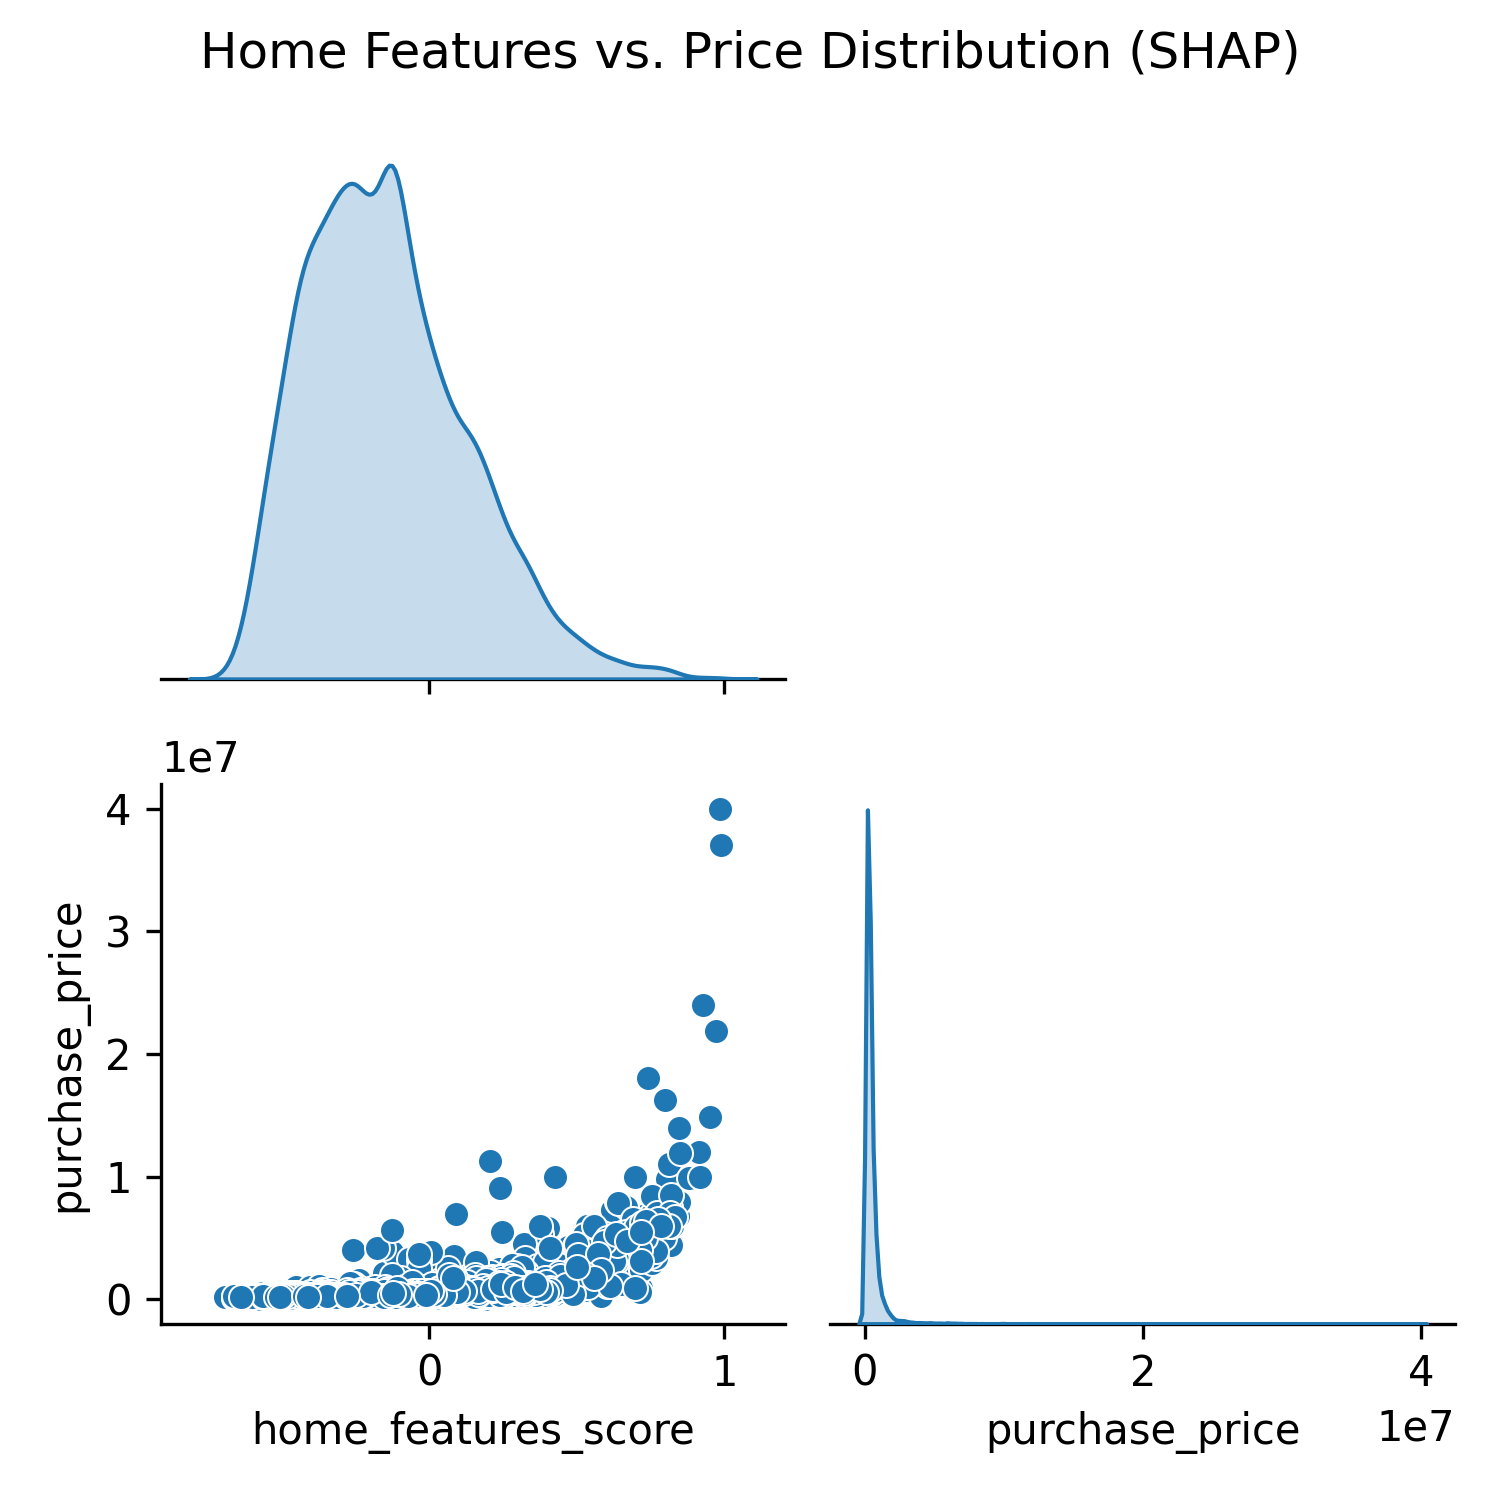 Home Features vs. Price Distribution (SHAP)
1e7
4
3
2
1
0
purchase_price
0 1
home_features_score
0 2 4
1e7
purchase_price